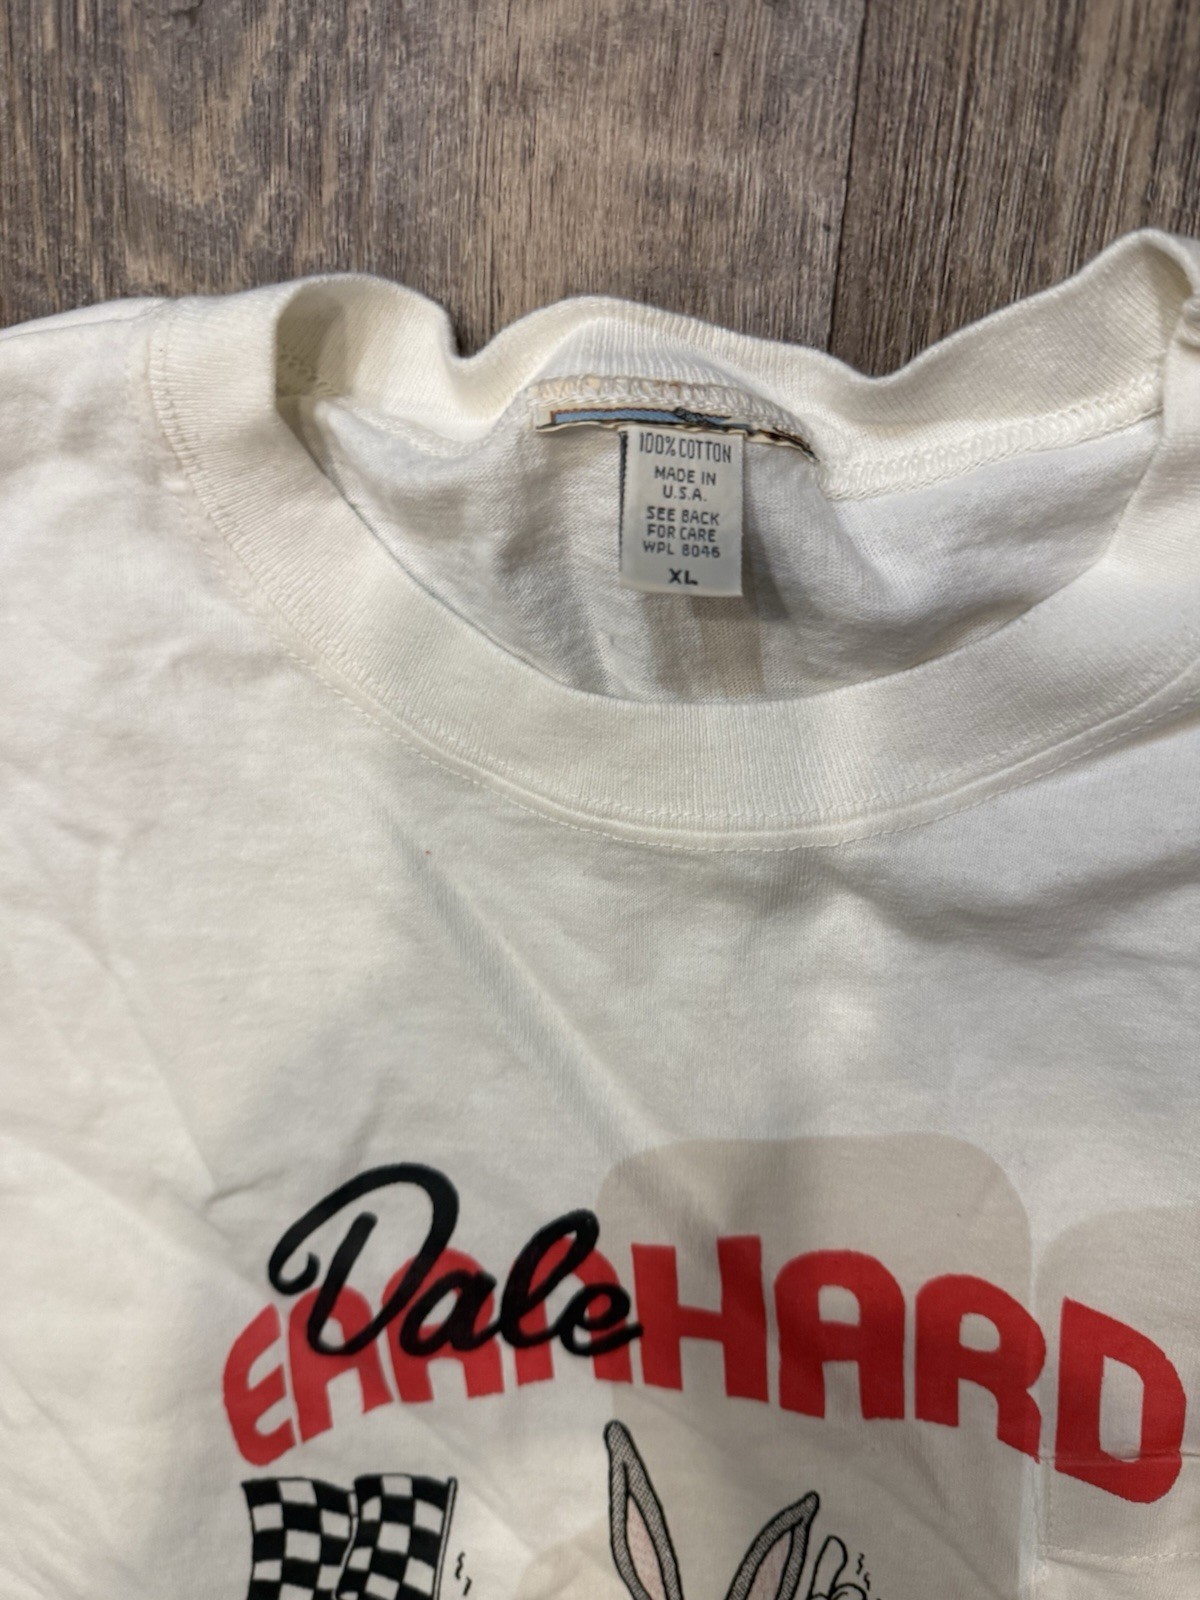 100% COTTON
MADE IN
U.S.A.
SEE BACK
FOR CARE
WPL 8046
XL
Dale
EARNHARD